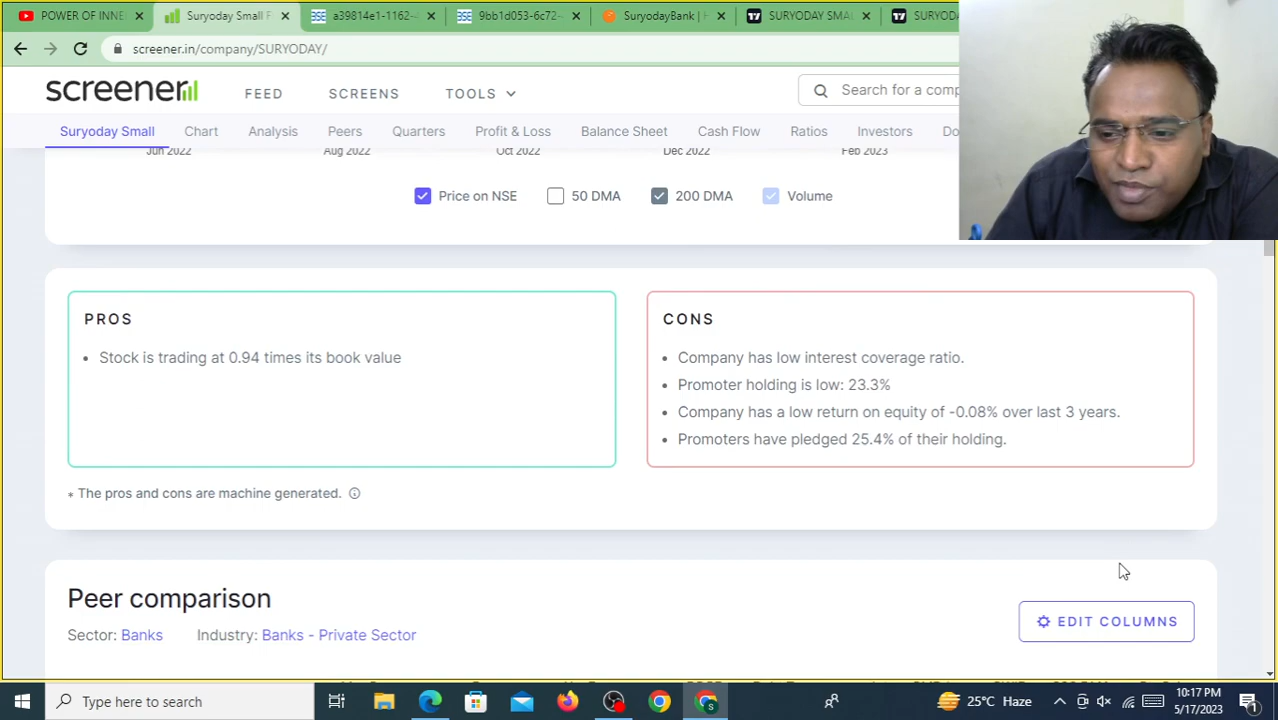 POWER OF INNE
Suryoday Small F
a39814e1-1162-
9bb1d053-6c72-
SuryodayBank | H
SURYODAY SMAL
SURYODA
screener.in/company/SURYODAY/
screener
FEED
SCREENS
TOOLS
Search for a comp
Suryoday Small
Chart
Analysis
Peers
Quarters
Profit & Loss
Balance Sheet
Cash Flow
Ratios
Investors
Do
Jun 2022
Aug 2022
Oct 2022
Dec 2022
Feb 2023
Price on NSE
50 DMA
200 DMA
Volume
PROS
• Stock is trading at 0.94 times its book value
CONS
• Company has low interest coverage ratio.
• Promoter holding is low: 23.3%
• Company has a low return on equity of -0.08% over last 3 years.
• Promoters have pledged 25.4% of their holding.
* The pros and cons are machine generated.
Peer comparison
Sector: Banks
Industry: Banks - Private Sector
EDIT COLUMNS
Type here to search
25°C Haze
10:17 PM
5/17/2023